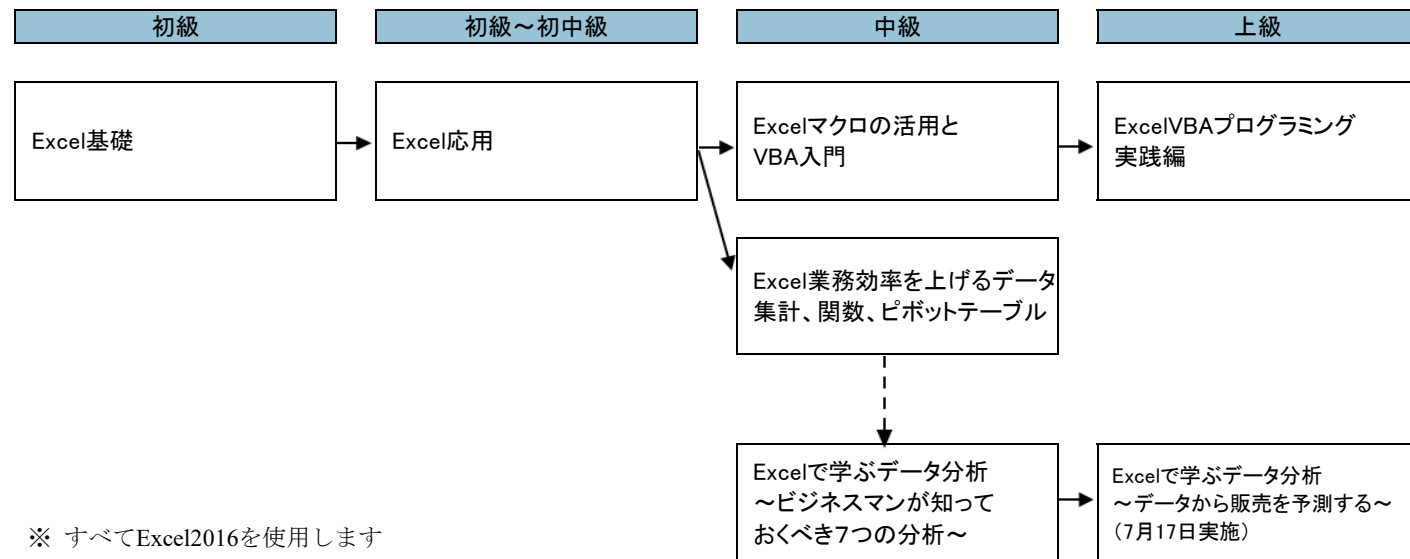 初級
初級～初中級
中級
上級
Excel基礎
Excel応用
Excelマクロの活用と
VBA入門
ExcelVBAプログラミング
実践編
Excel業務効率を上げるデータ
集計、関数、ピボットテーブル
Excelで学ぶデータ分析
～ビジネスマンが知って
おくべき7つの分析～
Excelで学ぶデータ分析
～データから販売を予測する～
（7月17日実施）
※ すべてExcel2016を使用します